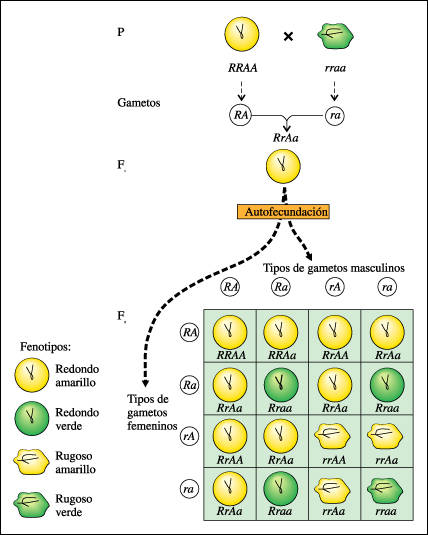 P
×
RRAA rraa
Gametos
RA ra
RrAa
F
Autofecundación
Tipos de gametos masculinos
RA Ra rA ra
F
RA
RRAA RRAa RrAA RrAa
Ra
RrAa Rraa RrAa Rraa
rA
RrAA RrAa rrAA rrAa
ra
RrAa Rraa rrAa rraa
Tipos de
gametos
femeninos
Fenotipos:
Redondo
amarillo
Redondo
verde
Rugoso
amarillo
Rugoso
verde